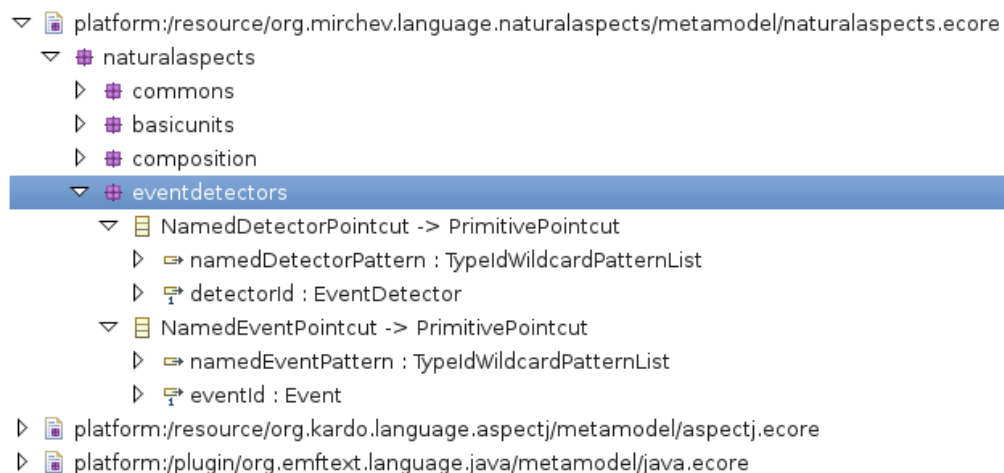 platform:/resource/org.mirchev.language.naturalaspects/metamodel/naturalaspects.ecore
naturalaspects
commons
basicunits
composition
eventdetectors
NamedDetectorPointcut -> PrimitivePointcut
namedDetectorPattern : TypeIdWildcardPatternList
detectorId : EventDetector
NamedEventPointcut -> PrimitivePointcut
namedEventPattern : TypeIdWildcardPatternList
eventId : Event
platform:/resource/org.kardo.language.aspectj/metamodel/aspectj.ecore
platform:/plugin/org.emftext.language.java/metamodel/java.ecore